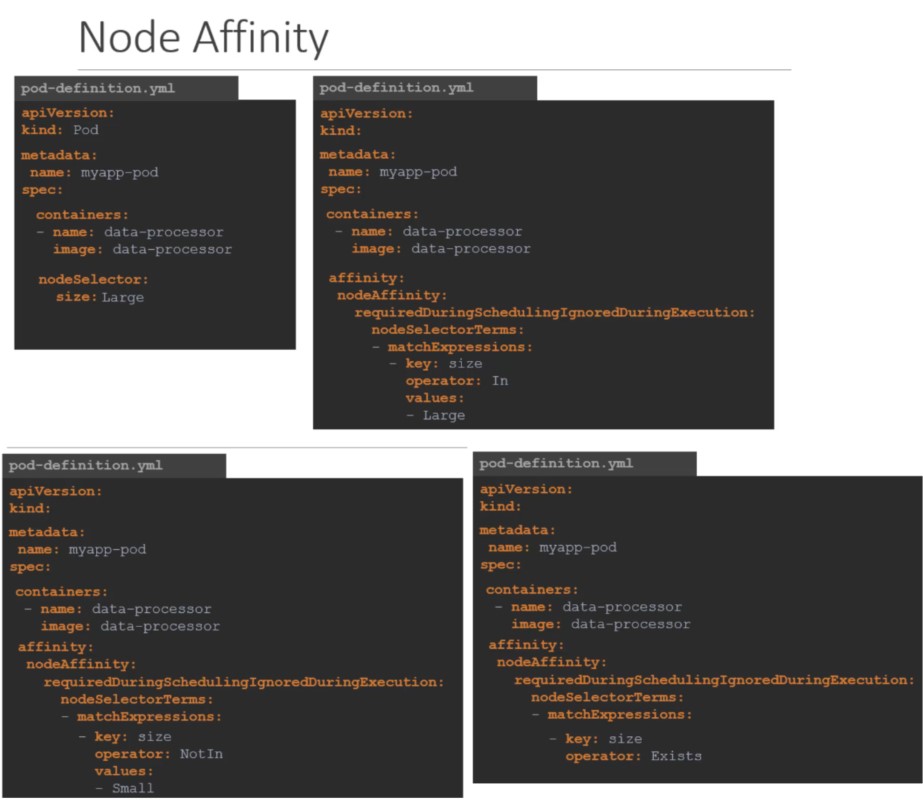 Node Affinity
pod-definition.yml
apiVersion:
kind: Pod
metadata:
name: myapp-pod
spec:
containers:
- name: data-processor
image: data-processor
nodeSelector:
size: Large
pod-definition.yml
apiVersion:
kind:
metadata:
name: myapp-pod
spec:
containers:
- name: data-processor
image: data-processor
affinity:
nodeAffinity:
requiredDuringSchedulingIgnoredDuringExecution:
nodeSelectorTerms:
- matchExpressions:
- key: size
operator: In
values:
- Large
pod-definition.yml
apiVersion:
kind:
metadata:
name: myapp-pod
spec:
containers:
- name: data-processor
image: data-processor
affinity:
nodeAffinity:
requiredDuringSchedulingIgnoredDuringExecution:
nodeSelectorTerms:
- matchExpressions:
- key: size
operator: NotIn
values:
- Small
pod-definition.yml
apiVersion:
kind:
metadata:
name: myapp-pod
spec:
containers:
- name: data-processor
image: data-processor
affinity:
nodeAffinity:
requiredDuringSchedulingIgnoredDuringExecution:
nodeSelectorTerms:
- matchExpressions:
- key: size
operator: Exists